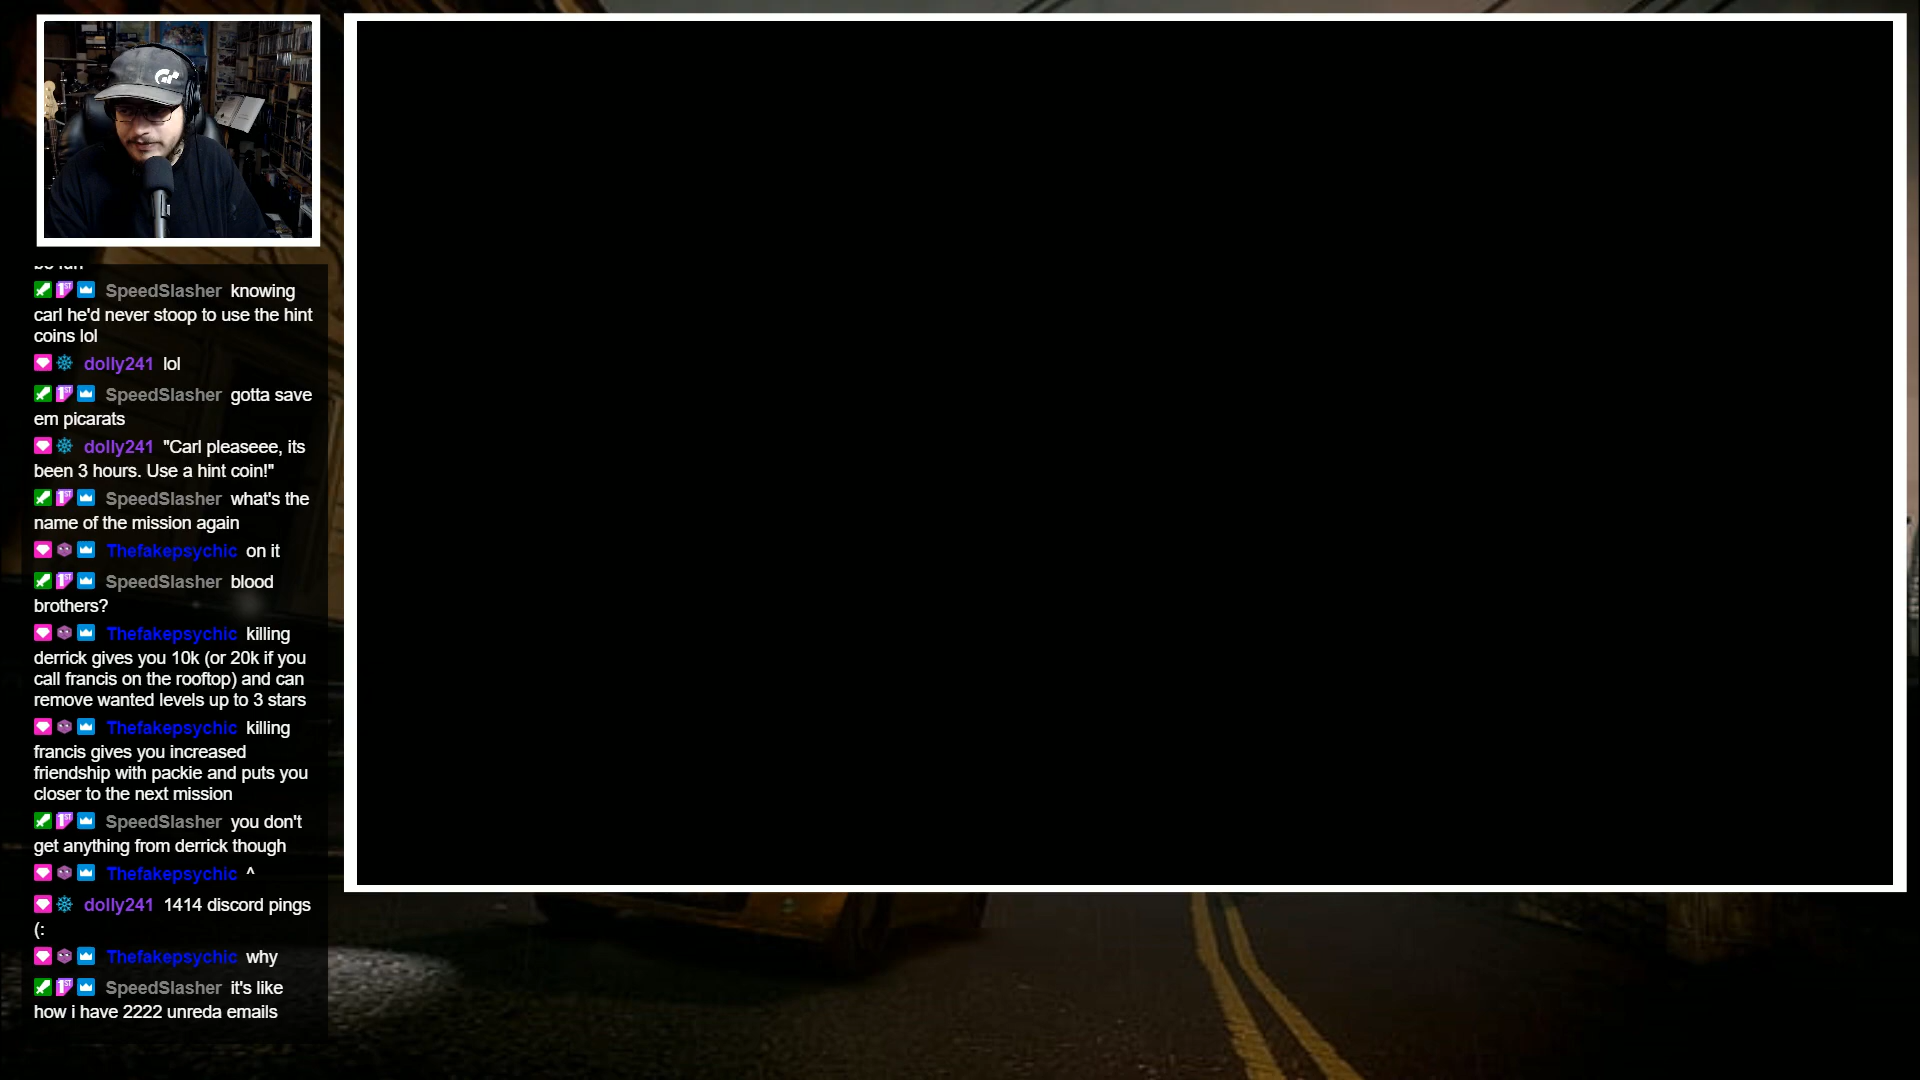 SpeedSlasher knowing
carl he'd never stoop to use the hint
coins lol
dolly241 lol
SpeedSlasher gotta save
em picarats
dolly241 "Carl pleaseee, its
been 3 hours. Use a hint coin!"
SpeedSlasher what's the
name of the mission again
Thefakepsychic on it
SpeedSlasher blood
brothers?
Thefakepsychic killing
derrick gives you 10k (or 20k if you
call francis on the rooftop) and can
remove wanted levels up to 3 stars
Thefakepsychic killing
francis gives you increased
friendship with packie and puts you
closer to the next mission
SpeedSlasher you don't
get anything from derrick though
Thefakepsychic ^
dolly241 1414 discord pings
(:
Thefakepsychic why
SpeedSlasher it's like
how i have 2222 unreda emails